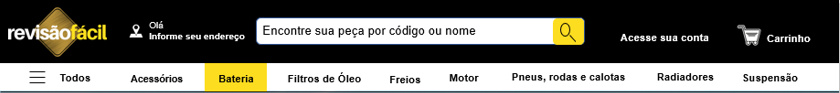 revisãofácil
Olá
Informe seu endereço
Encontre sua peça por código ou nome
Acesse sua conta
Carrinho
Todos
Acessórios
Bateria
Filtros de Óleo
Freios
Motor
Pneus, rodas e calotas
Radiadores
Suspensão